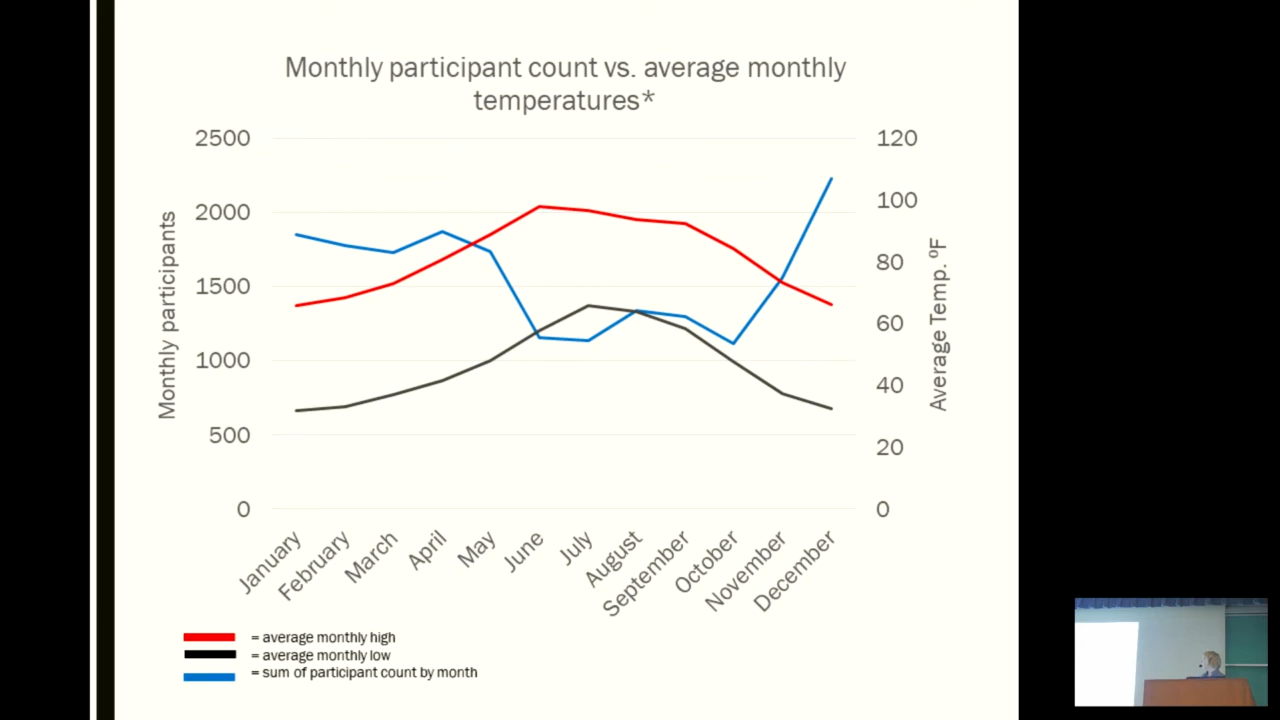 Monthly participant count vs. average monthly
temperatures*
2500
2000
1500
1000
500
0
Monthly participants
120
100
80
60
40
20
0
Average Temp. ºF
January
February
March
April
May
June
July
August
September
October
November
December
= average monthly high
= average monthly low
= sum of participant count by month